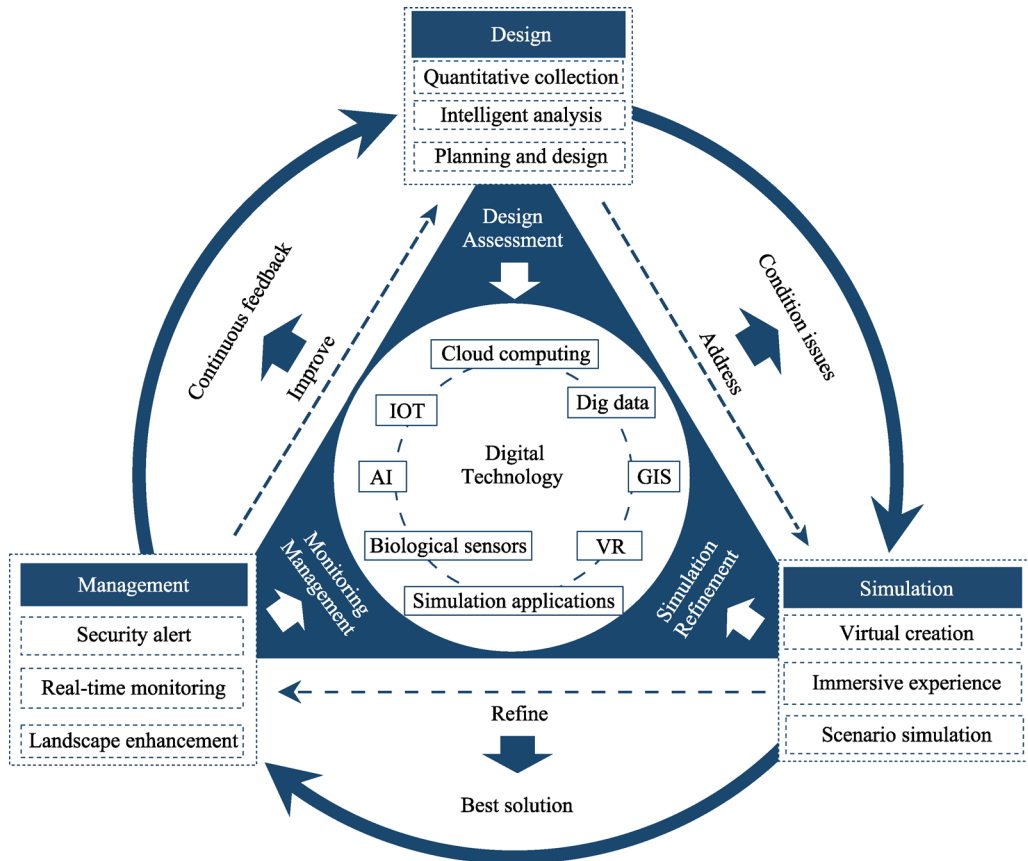 Design
Quantitative collection
Intelligent analysis
Planning and design
Design
Assessment
Continuous feedback
Improve
Address
Condition issues
Cloud computing
IOT
Dig data
Digital
Technology
AI
GIS
Biological sensors
VR
Simulation applications
Monitoring
Management
Simulation
Refinement
Management
Security alert
Real-time monitoring
Landscape enhancement
Simulation
Virtual creation
Immersive experience
Scenario simulation
Refine
Best solution